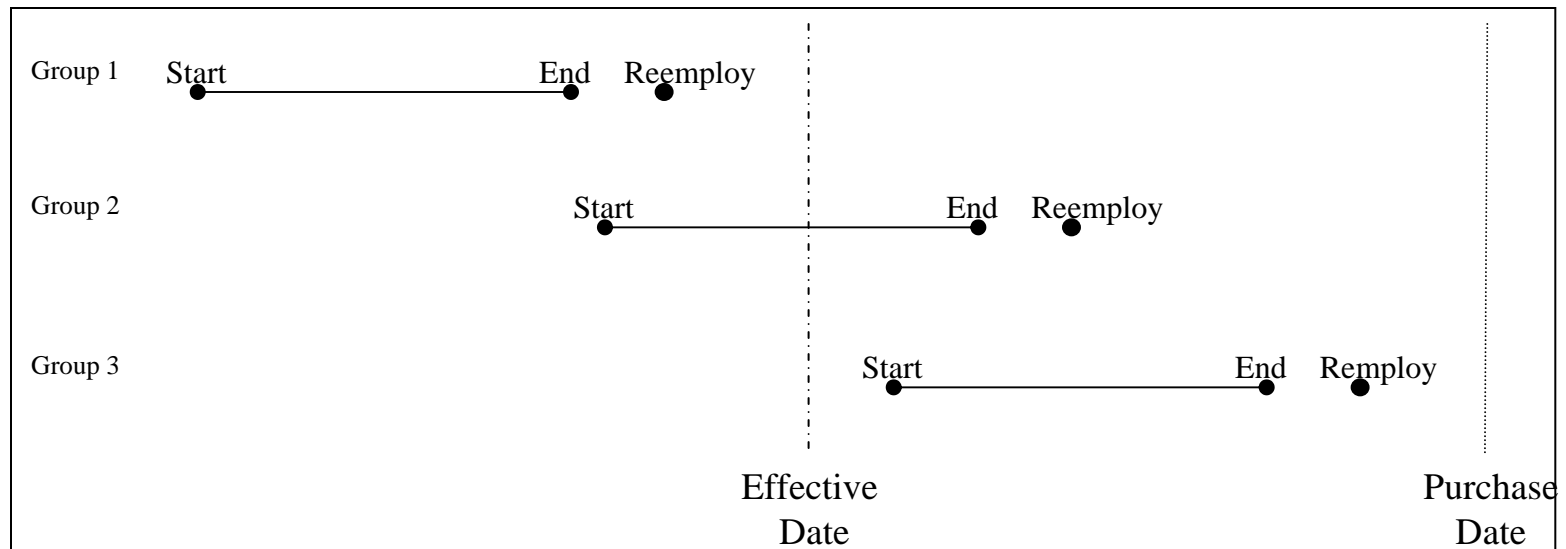 Group 1 Start End Reemploy
Group 2 Start End Reemploy
Group 3 Start End Remploy
Effective Purchase
Date Date